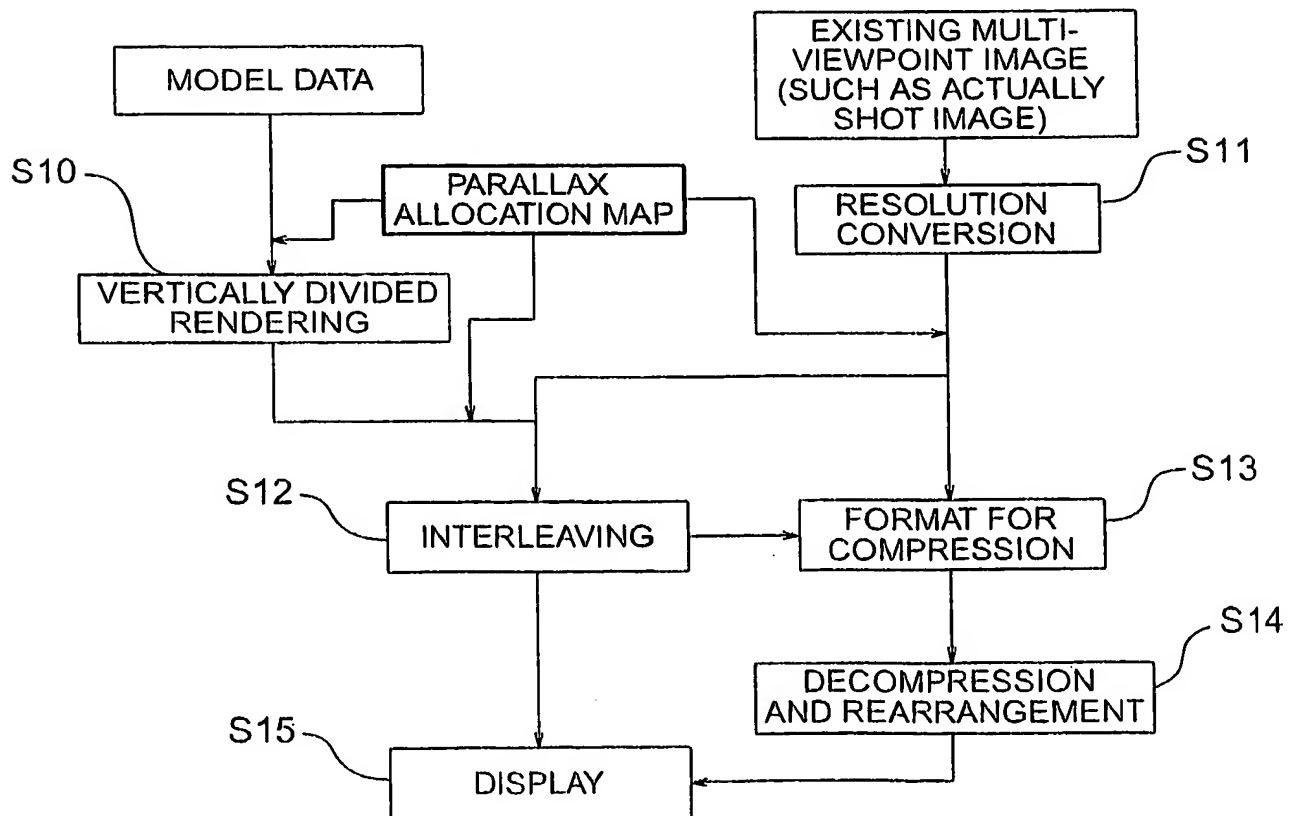 MODEL DATA
EXISTING MULTI-
VIEWPOINT IMAGE
(SUCH AS ACTUALLY
SHOT IMAGE)
S10
PARALLAX
ALLOCATION MAP
S11
RESOLUTION
CONVERSION
VERTICALLY DIVIDED
RENDERING
S12
INTERLEAVING
S13
FORMAT FOR
COMPRESSION
S14
DECOMPRESSION
AND REARRANGEMENT
S15
DISPLAY